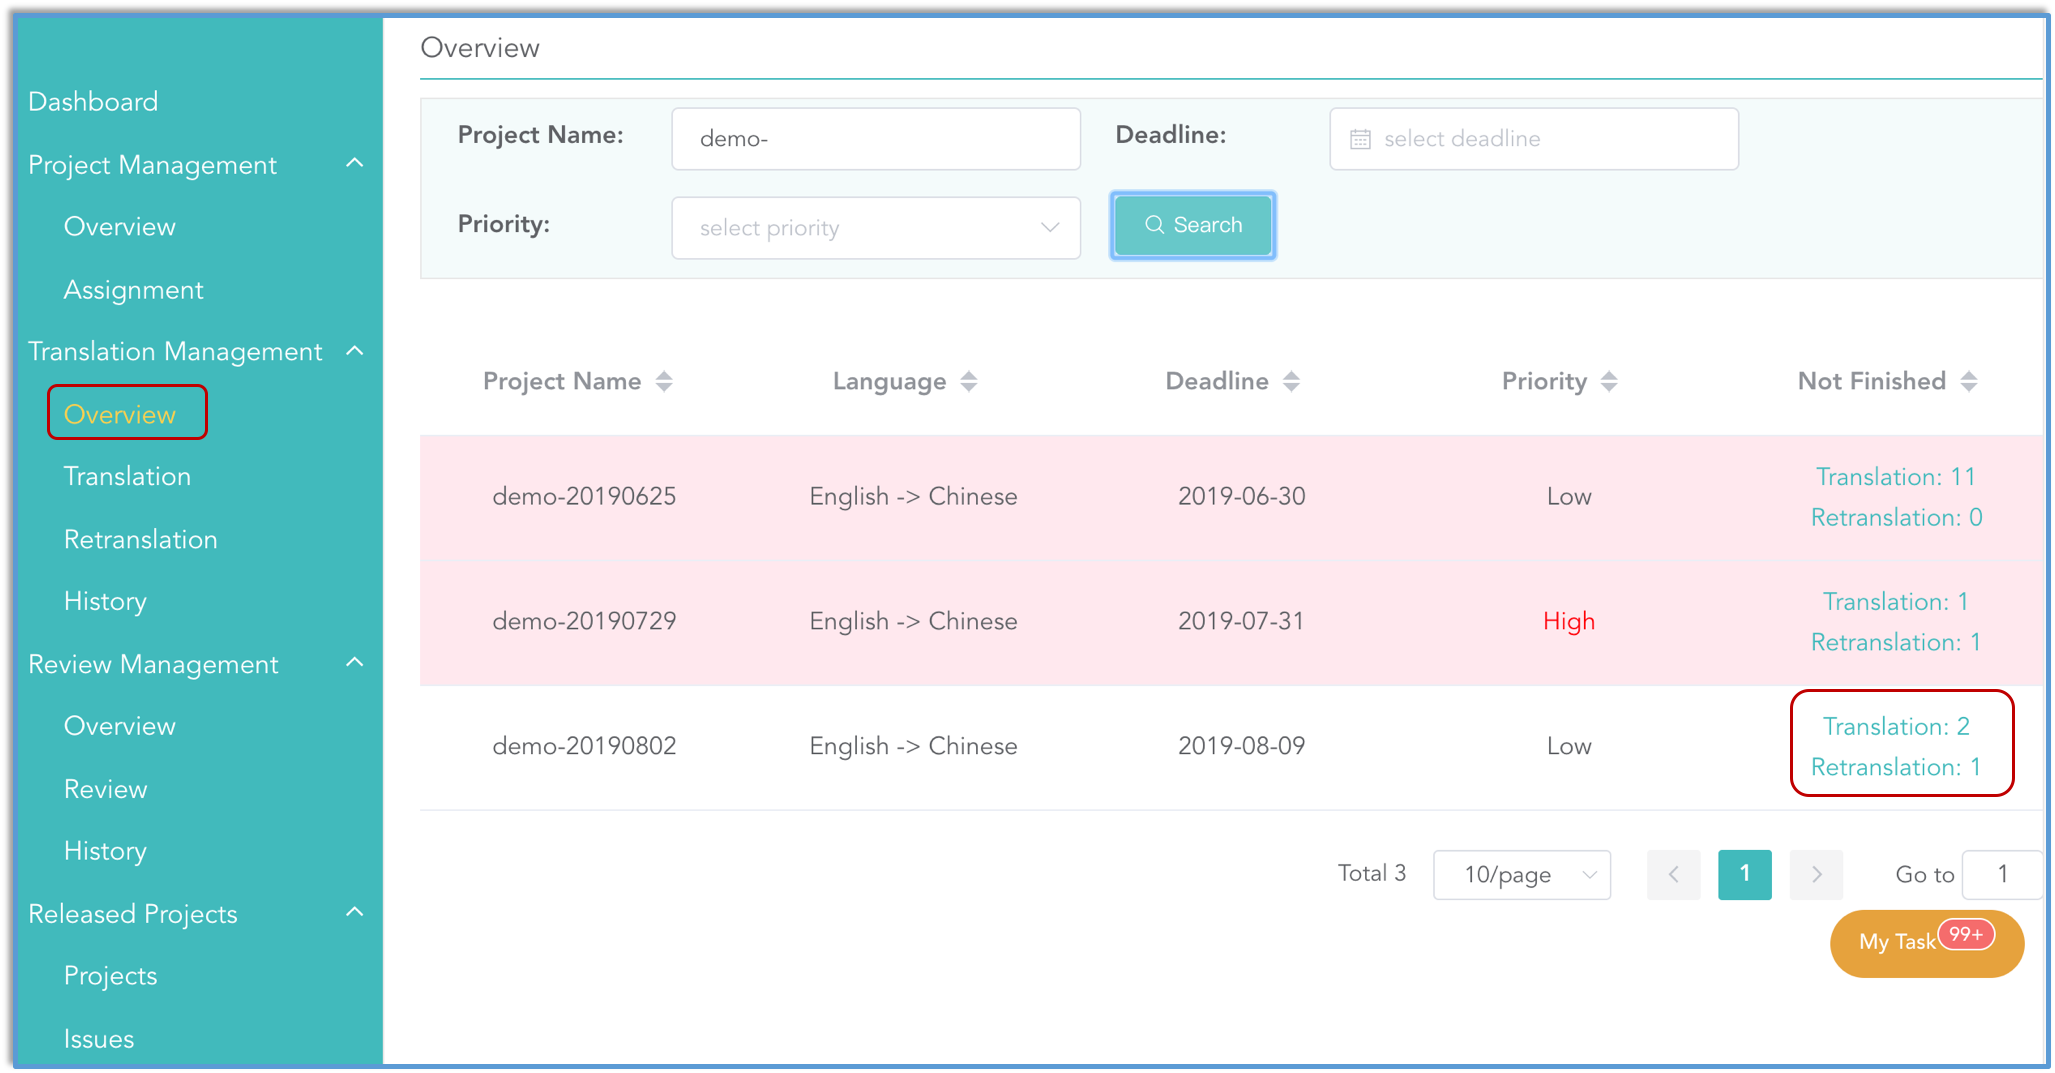 Dashboard
Project Management
Overview
Assignment
Translation Management
Overview
Translation
Retranslation
History
Review Management
Overview
Review
History
Released Projects
Projects
Issues
Overview
Project Name: demo- Deadline: select deadline
Priority: select priority Search
Project Name Language Deadline Priority Not Finished
demo-20190625 English -> Chinese 2019-06-30 Low Translation: 11
Retranslation: 0
demo-20190729 English -> Chinese 2019-07-31 High Translation: 1
Retranslation: 1
demo-20190802 English -> Chinese 2019-08-09 Low Translation: 2
Retranslation: 1
Total 3 10/page 1 Go to 1
My Task 99+